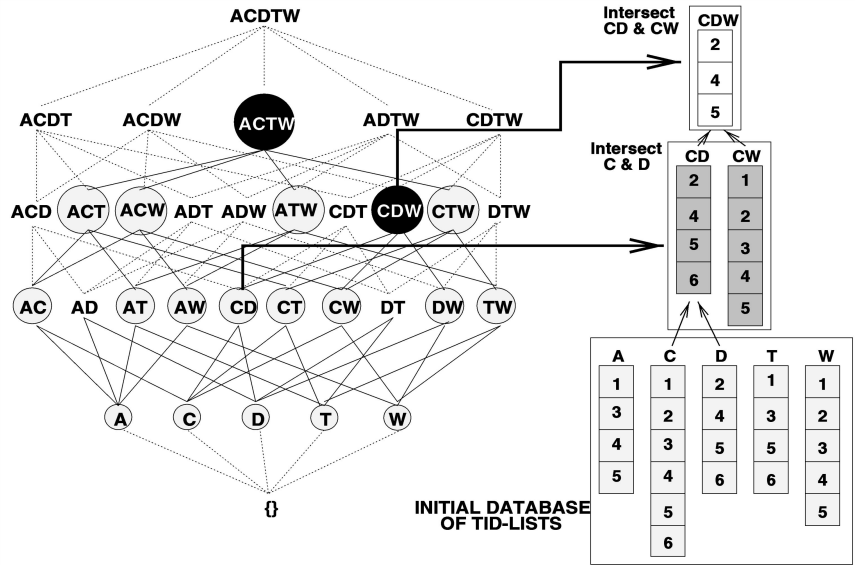 ACDTW
ACDT ACDW ACTW ADTW CDTW
ACD ACT ACW ADT ADW ATW CDT CDW CTW DTW
AC AD AT AW CD CT CW DT DW TW
A C D T W
{}
Intersect
CD & CW
CDW
2
4
5
Intersect
C & D
CD CW
2 1
4 2
5 3
6 4
5
A C D T W
1 1 2 1 1
3 2 4 3 2
4 3 5 5 3
5 4 6 6 4
5 5
6
INITIAL DATABASE
OF TID-LISTS